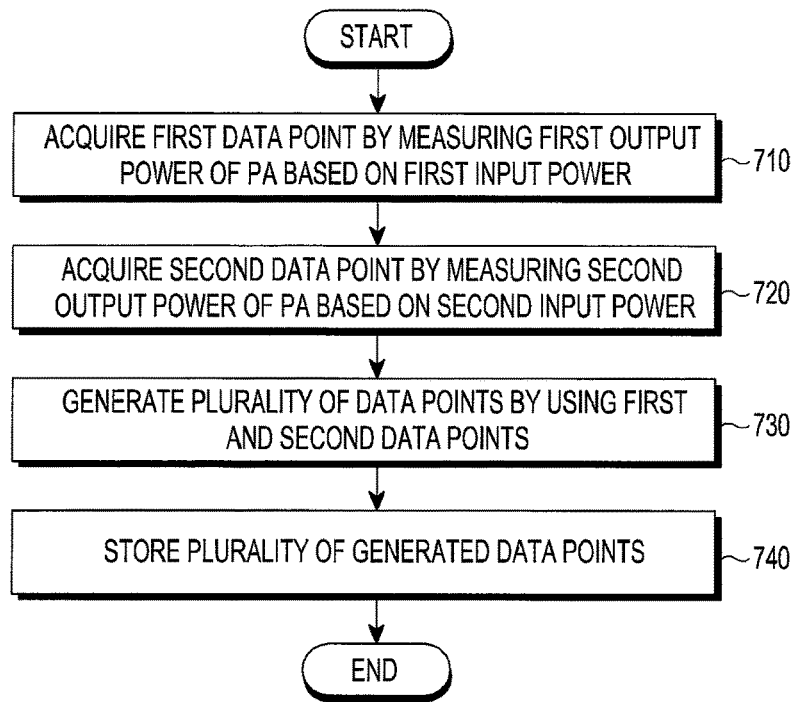 START
ACQUIRE FIRST DATA POINT BY MEASURING FIRST OUTPUT
POWER OF PA BASED ON FIRST INPUT POWER
710
ACQUIRE SECOND DATA POINT BY MEASURING SECOND
OUTPUT POWER OF PA BASED ON SECOND INPUT POWER
720
GENERATE PLURALITY OF DATA POINTS BY USING FIRST
AND SECOND DATA POINTS
730
STORE PLURALITY OF GENERATED DATA POINTS
740
END